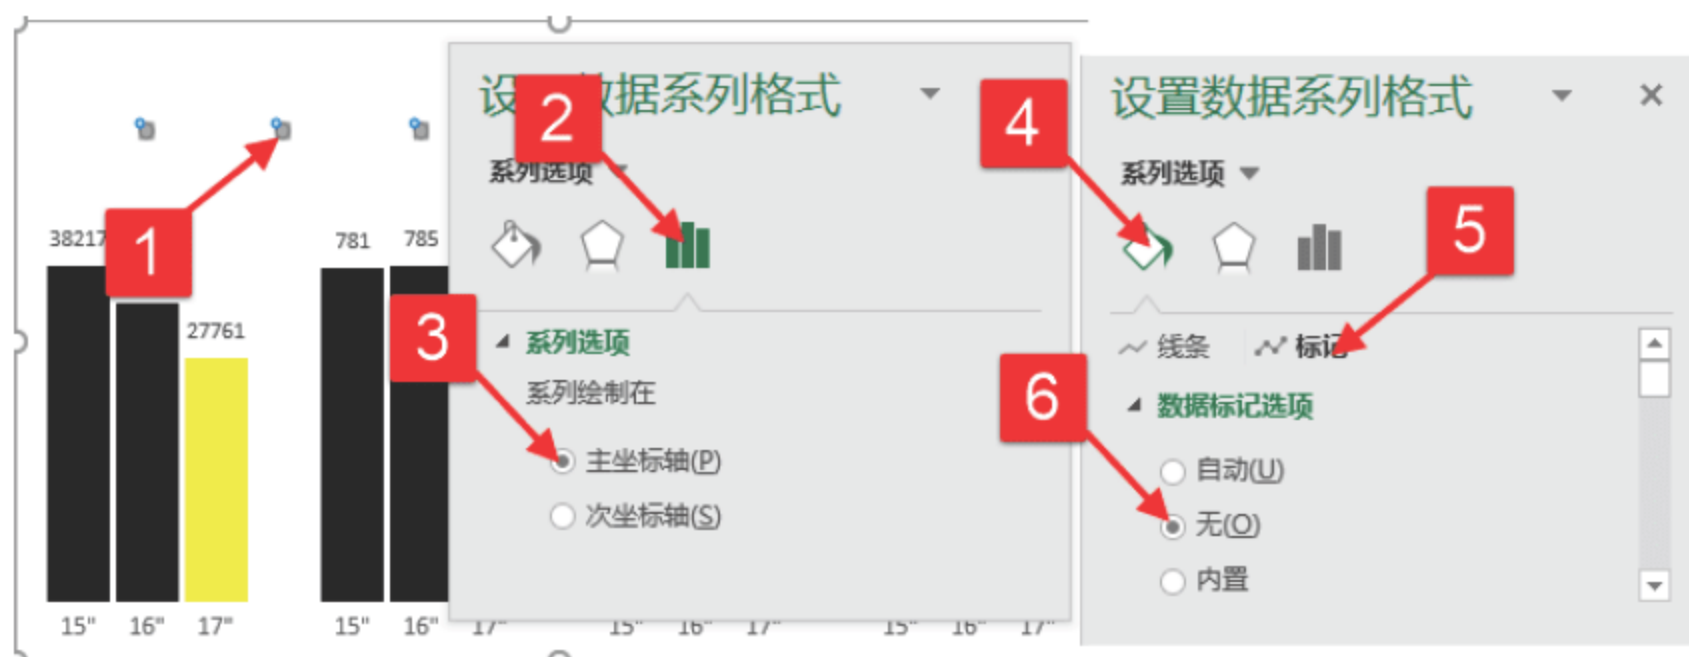 38217
27761
781
785
15"
16"
17"
15"
16"
17"
15"
16"
17"
15"
16"
17"
1
2
3
设 数据系列格式
系列选项
系列选项
系列绘制在
主坐标轴(P)
次坐标轴(S)
4
5
6
设置数据系列格式
系列选项
线条
标记
数据标记选项
自动(U)
无(O)
内置